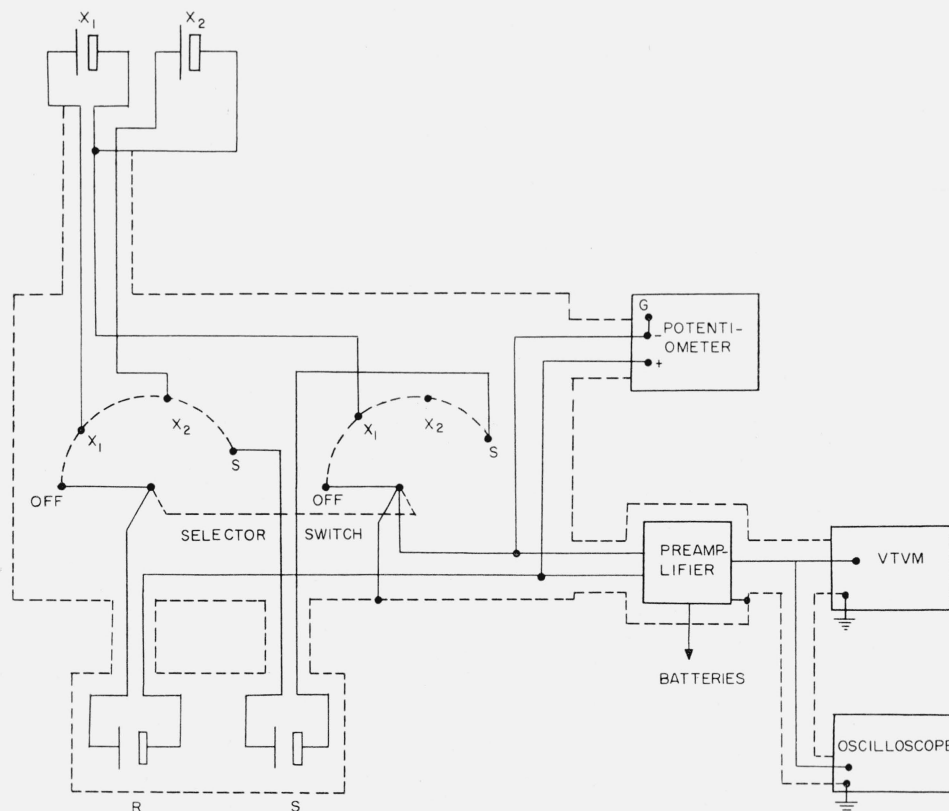 X1 X2
G
- POTENTI-
OMETER
+
X1 X2 S
OFF
X1 X2 S
OFF
SELECTOR SWITCH
PREAMP-
LIFIER
VTVM
BATTERIES
OSCILLOSCOPE
R S